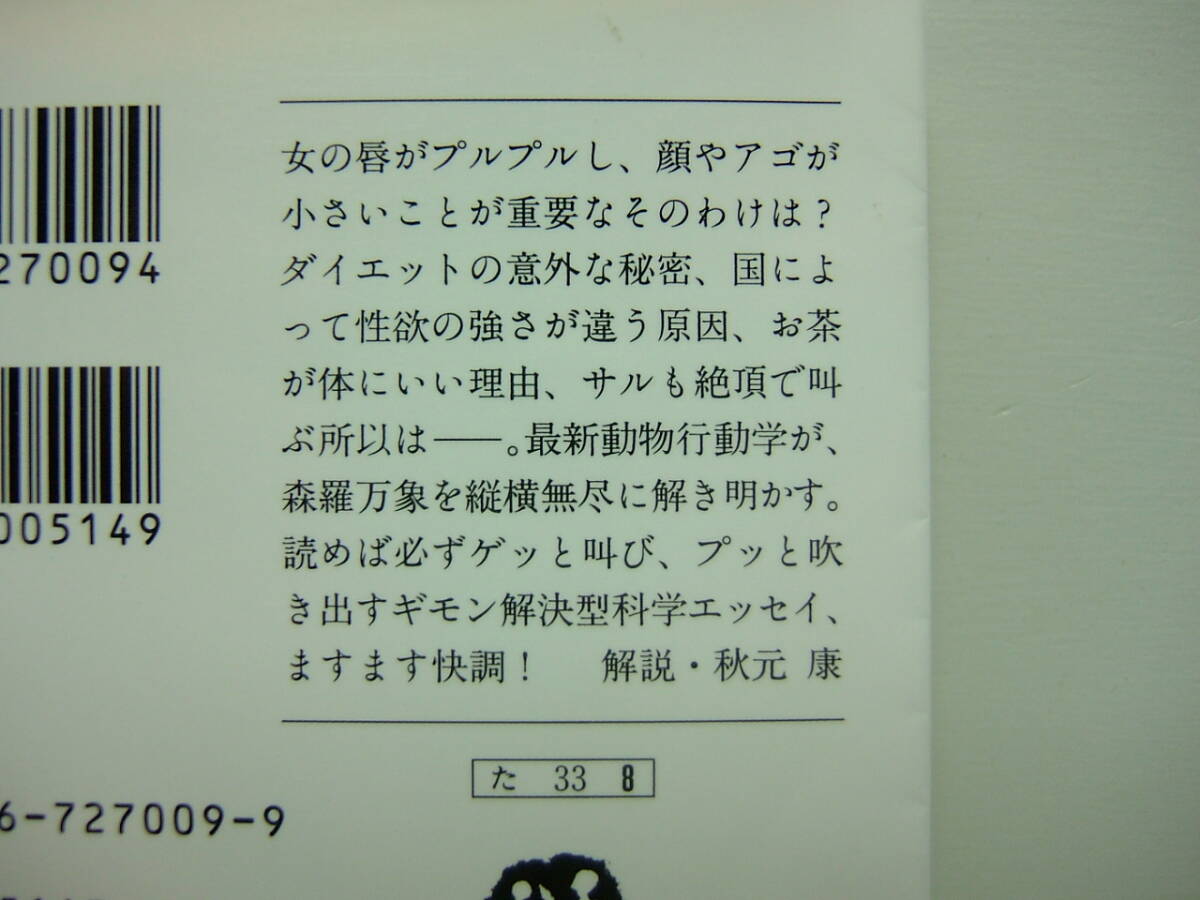 270094
005149
女の唇がプルプルし、顔やアゴが
小さいことが重要なそのわけは？
ダイエットの意外な秘密、国によ
って性欲の強さが違う原因、お茶
が体にいい理由、サルも絶頂で叫
ぶ所以は――。最新動物行動学が、
森羅万象を縦横無尽に解き明かす。
読めば必ずゲッと叫び、プッと吹
き出すギモン解決型科学エッセイ、
ますます快調！　解説・秋元 康
た 33 8
6-727009-9